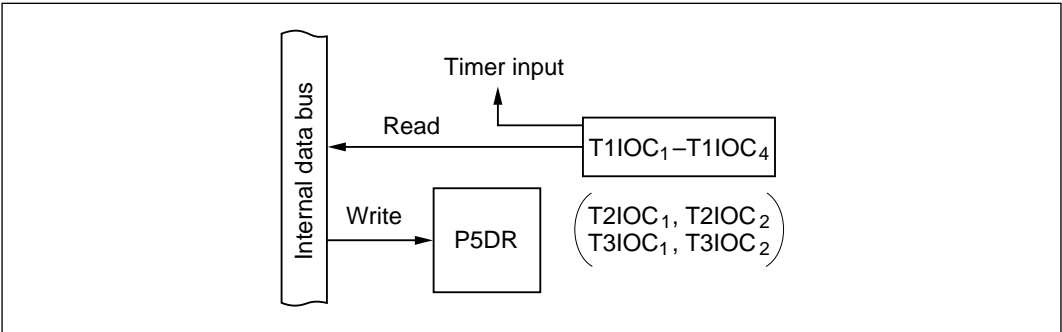 Timer input
Internal data bus
Read
T1IOC1–T1IOC4
Write
P5DR
(T2IOC1, T2IOC2
T3IOC1, T3IOC2)